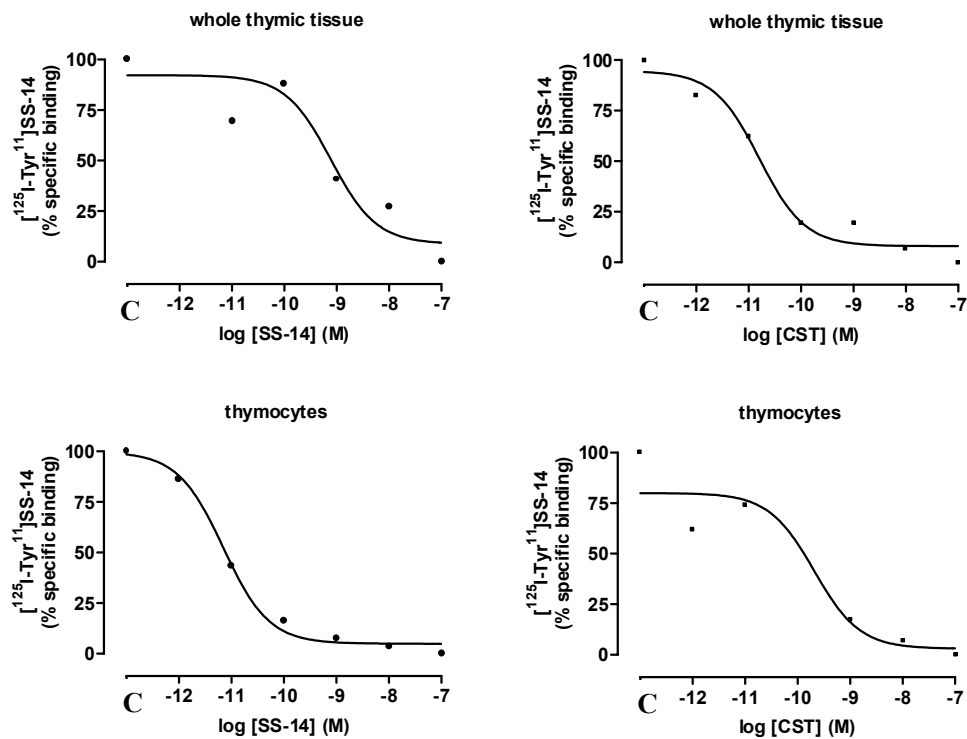 whole thymic tissue
[¹²⁵I-Tyr¹¹]SS-14
(% specific binding)
100
75
50
25
0
C -12 -11 -10 -9 -8 -7
log [SS-14] (M)
whole thymic tissue
[¹²⁵I-Tyr¹¹]SS-14
(% specific binding)
100
75
50
25
0
C -12 -11 -10 -9 -8 -7
log [CST] (M)
thymocytes
[¹²⁵I-Tyr¹¹]SS-14
(% specific binding)
100
75
50
25
0
C -12 -11 -10 -9 -8 -7
log [SS-14] (M)
thymocytes
[¹²⁵I-Tyr¹¹]SS-14
(% specific binding)
100
75
50
25
0
C -12 -11 -10 -9 -8 -7
log [CST] (M)